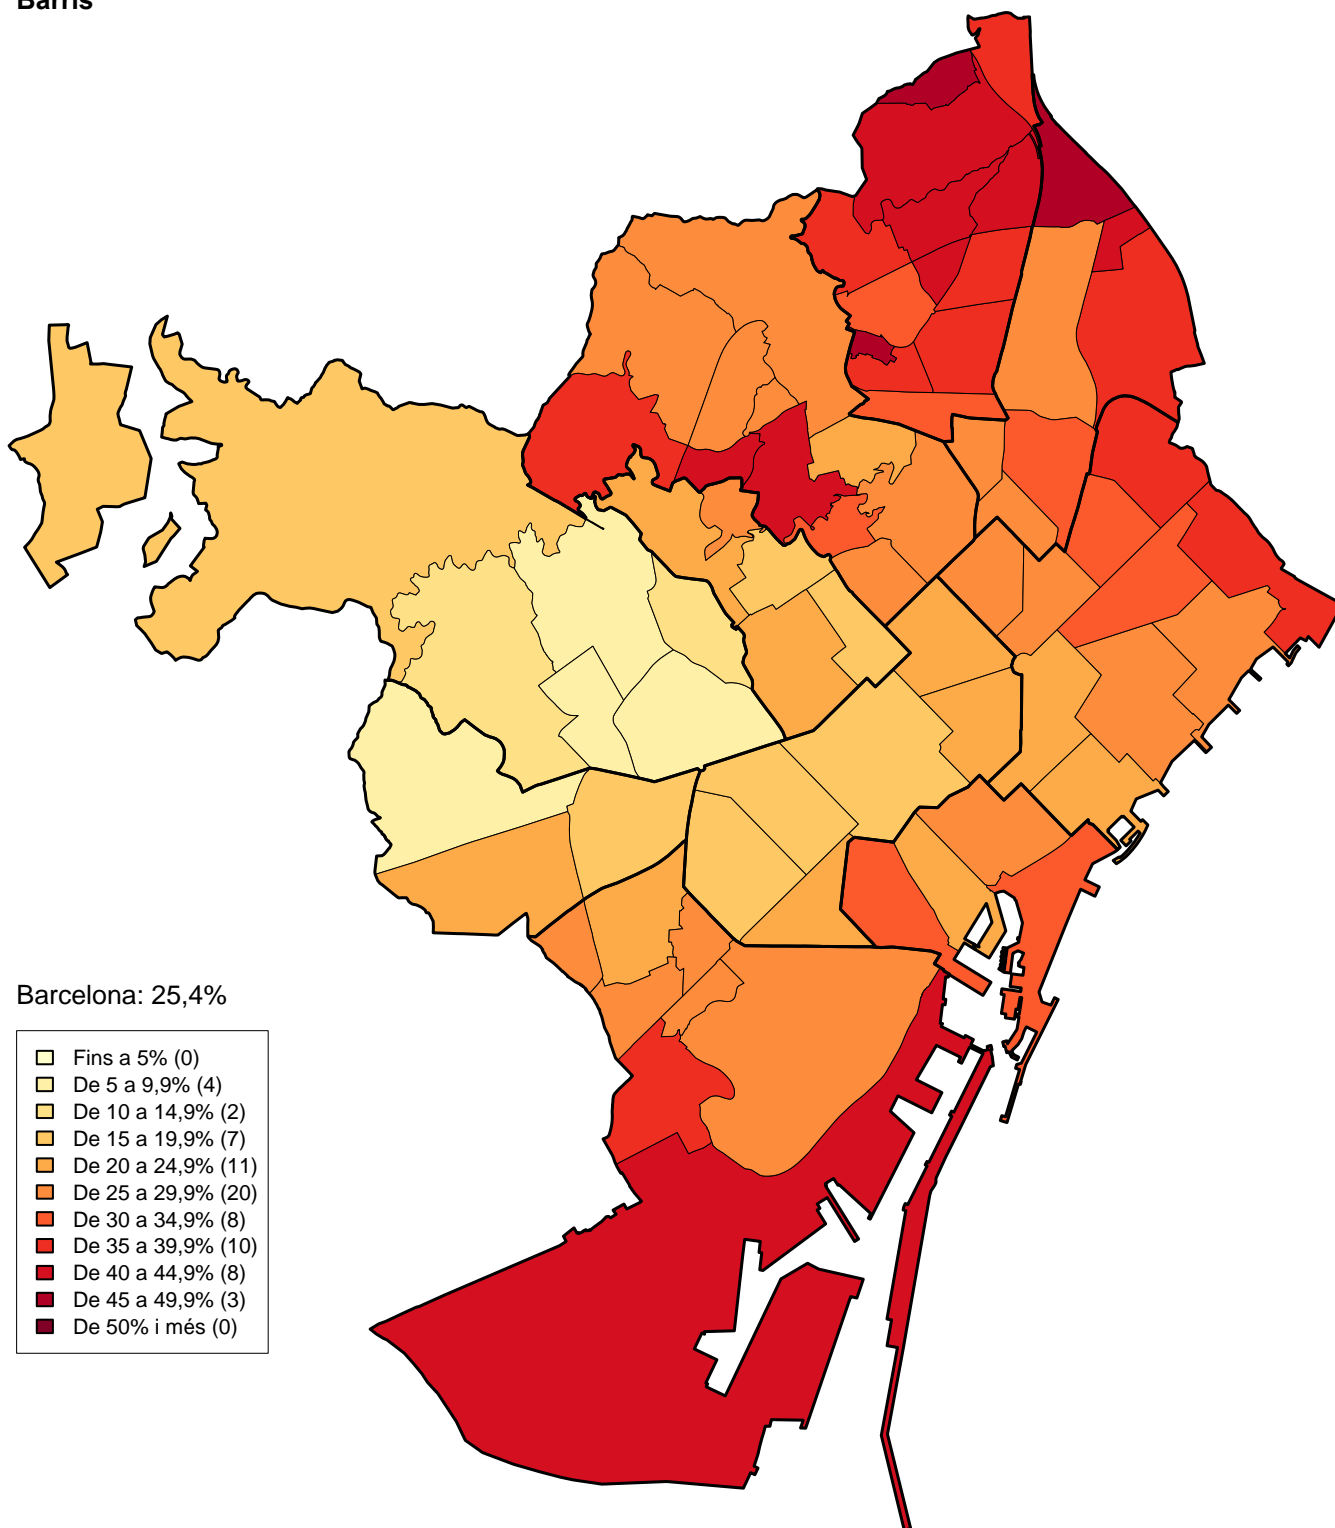 Barris
Barcelona: 25,4%
Fins a 5% (0)
De 5 a 9,9% (4)
De 10 a 14,9% (2)
De 15 a 19,9% (7)
De 20 a 24,9% (11)
De 25 a 29,9% (20)
De 30 a 34,9% (8)
De 35 a 39,9% (10)
De 40 a 44,9% (8)
De 45 a 49,9% (3)
De 50% i més (0)